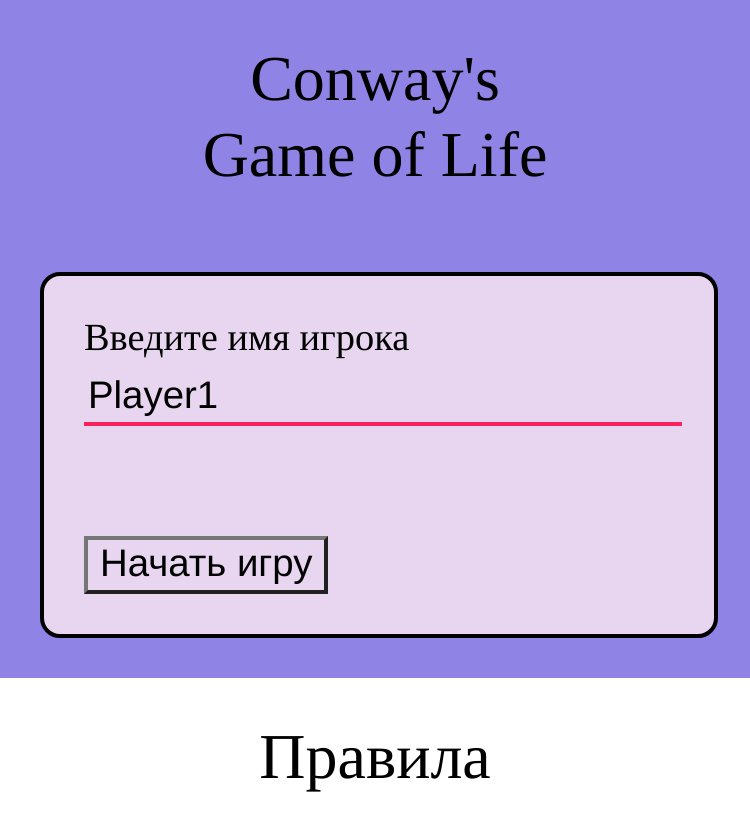 Conway's
Game of Life
Введите имя игрока
Player1
Начать игру
Правила